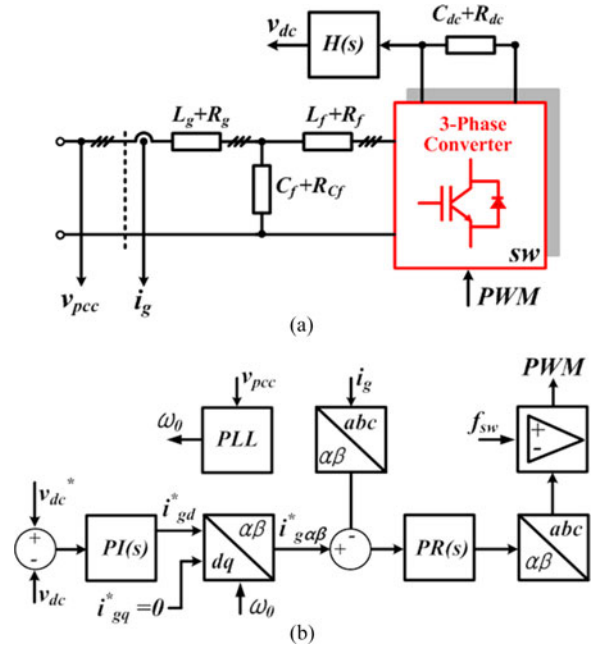 v_dc
H(s)
C_dc+R_dc
L_g+R_g
L_f+R_f
3-Phase
Converter
C_f+R_Cf
sw
v_pcc
i_g
PWM
(a)
v_pcc
i_g
PWM
ω_0
PLL
abc
αβ
f_sw
+
-
v_dc*
i*_gd
+
-
PI(s)
αβ
dq
i*_gαβ
-
+
PR(s)
abc
αβ
v_dc
i*_gq=0
ω_0
(b)